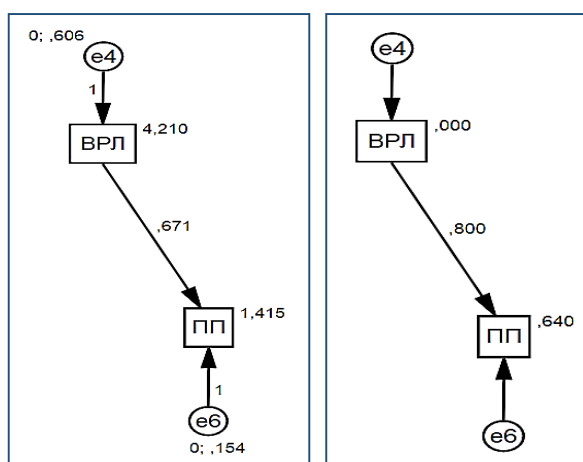 0; ,606
e4
1
4,210
ВРЛ
,671
1,415
ПП
1
e6
0; ,154
e4
,000
ВРЛ
,800
,640
ПП
e6